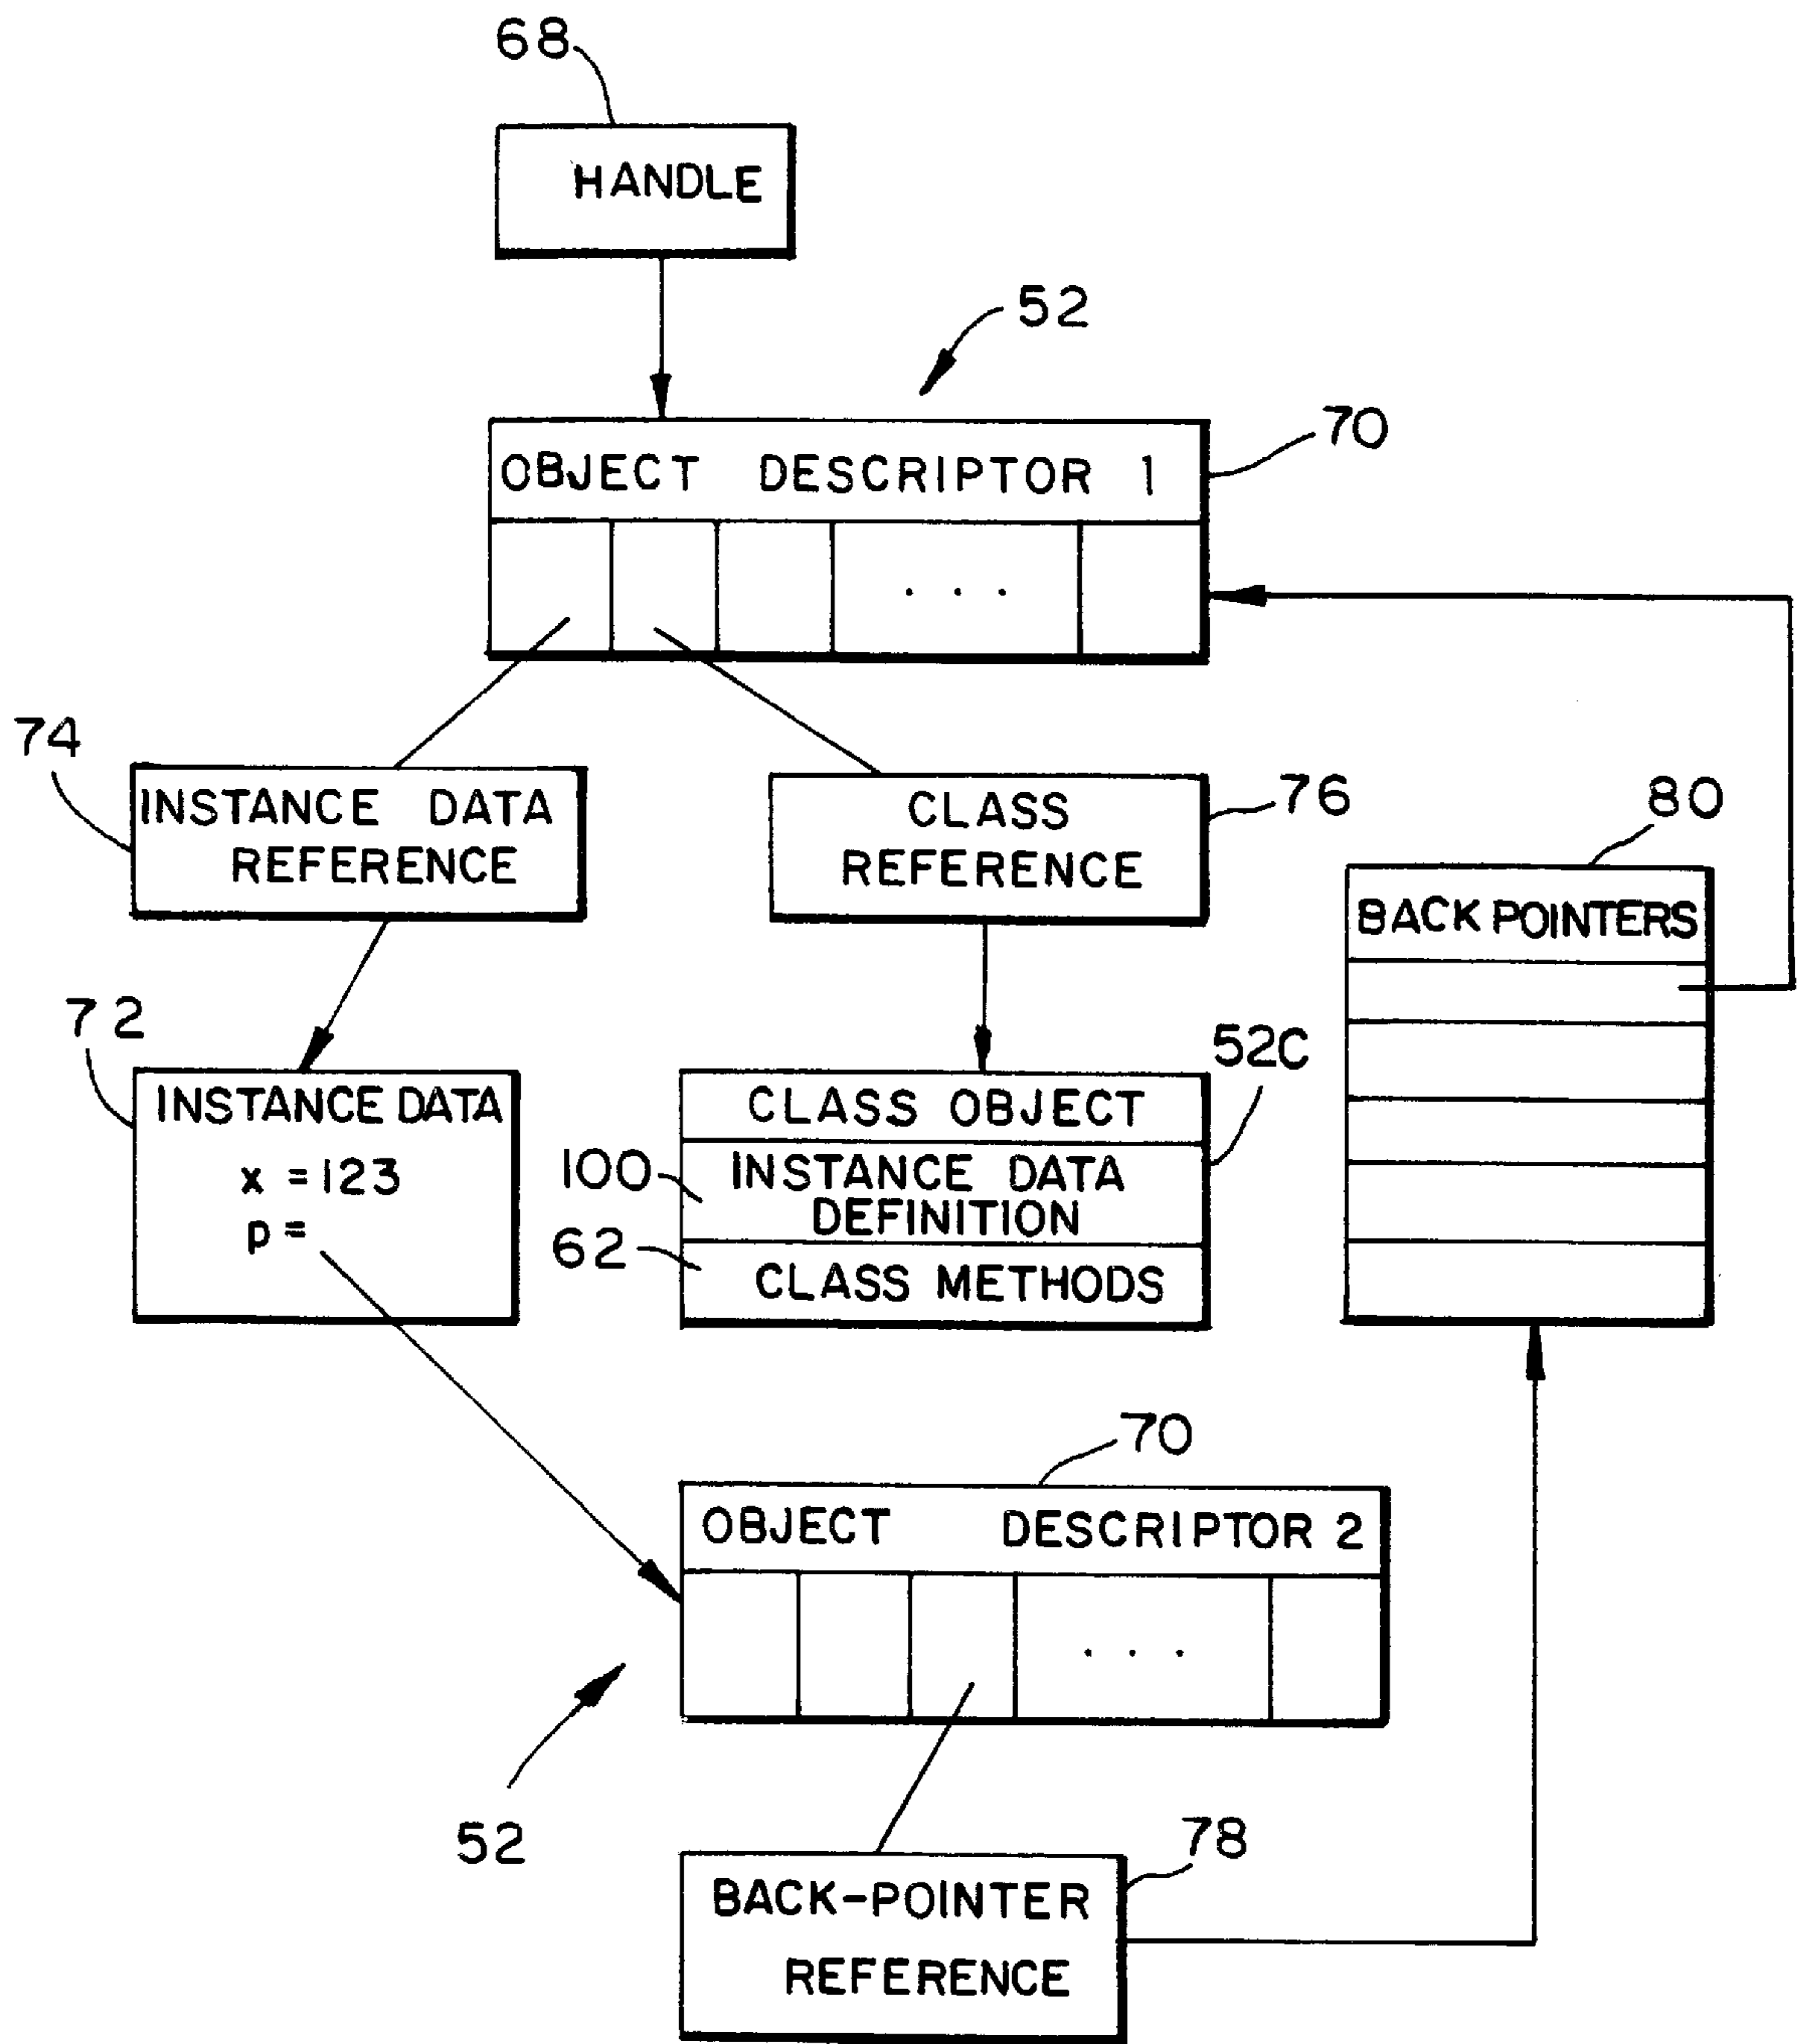 68
HANDLE
52
70
OBJECT DESCRIPTOR 1
. . .
74
INSTANCE DATA
REFERENCE
CLASS
REFERENCE
76
80
BACK POINTERS
72
INSTANCE DATA
x = 123
p =
52C
CLASS OBJECT
100
INSTANCE DATA
DEFINITION
62
CLASS METHODS
70
OBJECT DESCRIPTOR 2
. . .
52
78
BACK-POINTER
REFERENCE